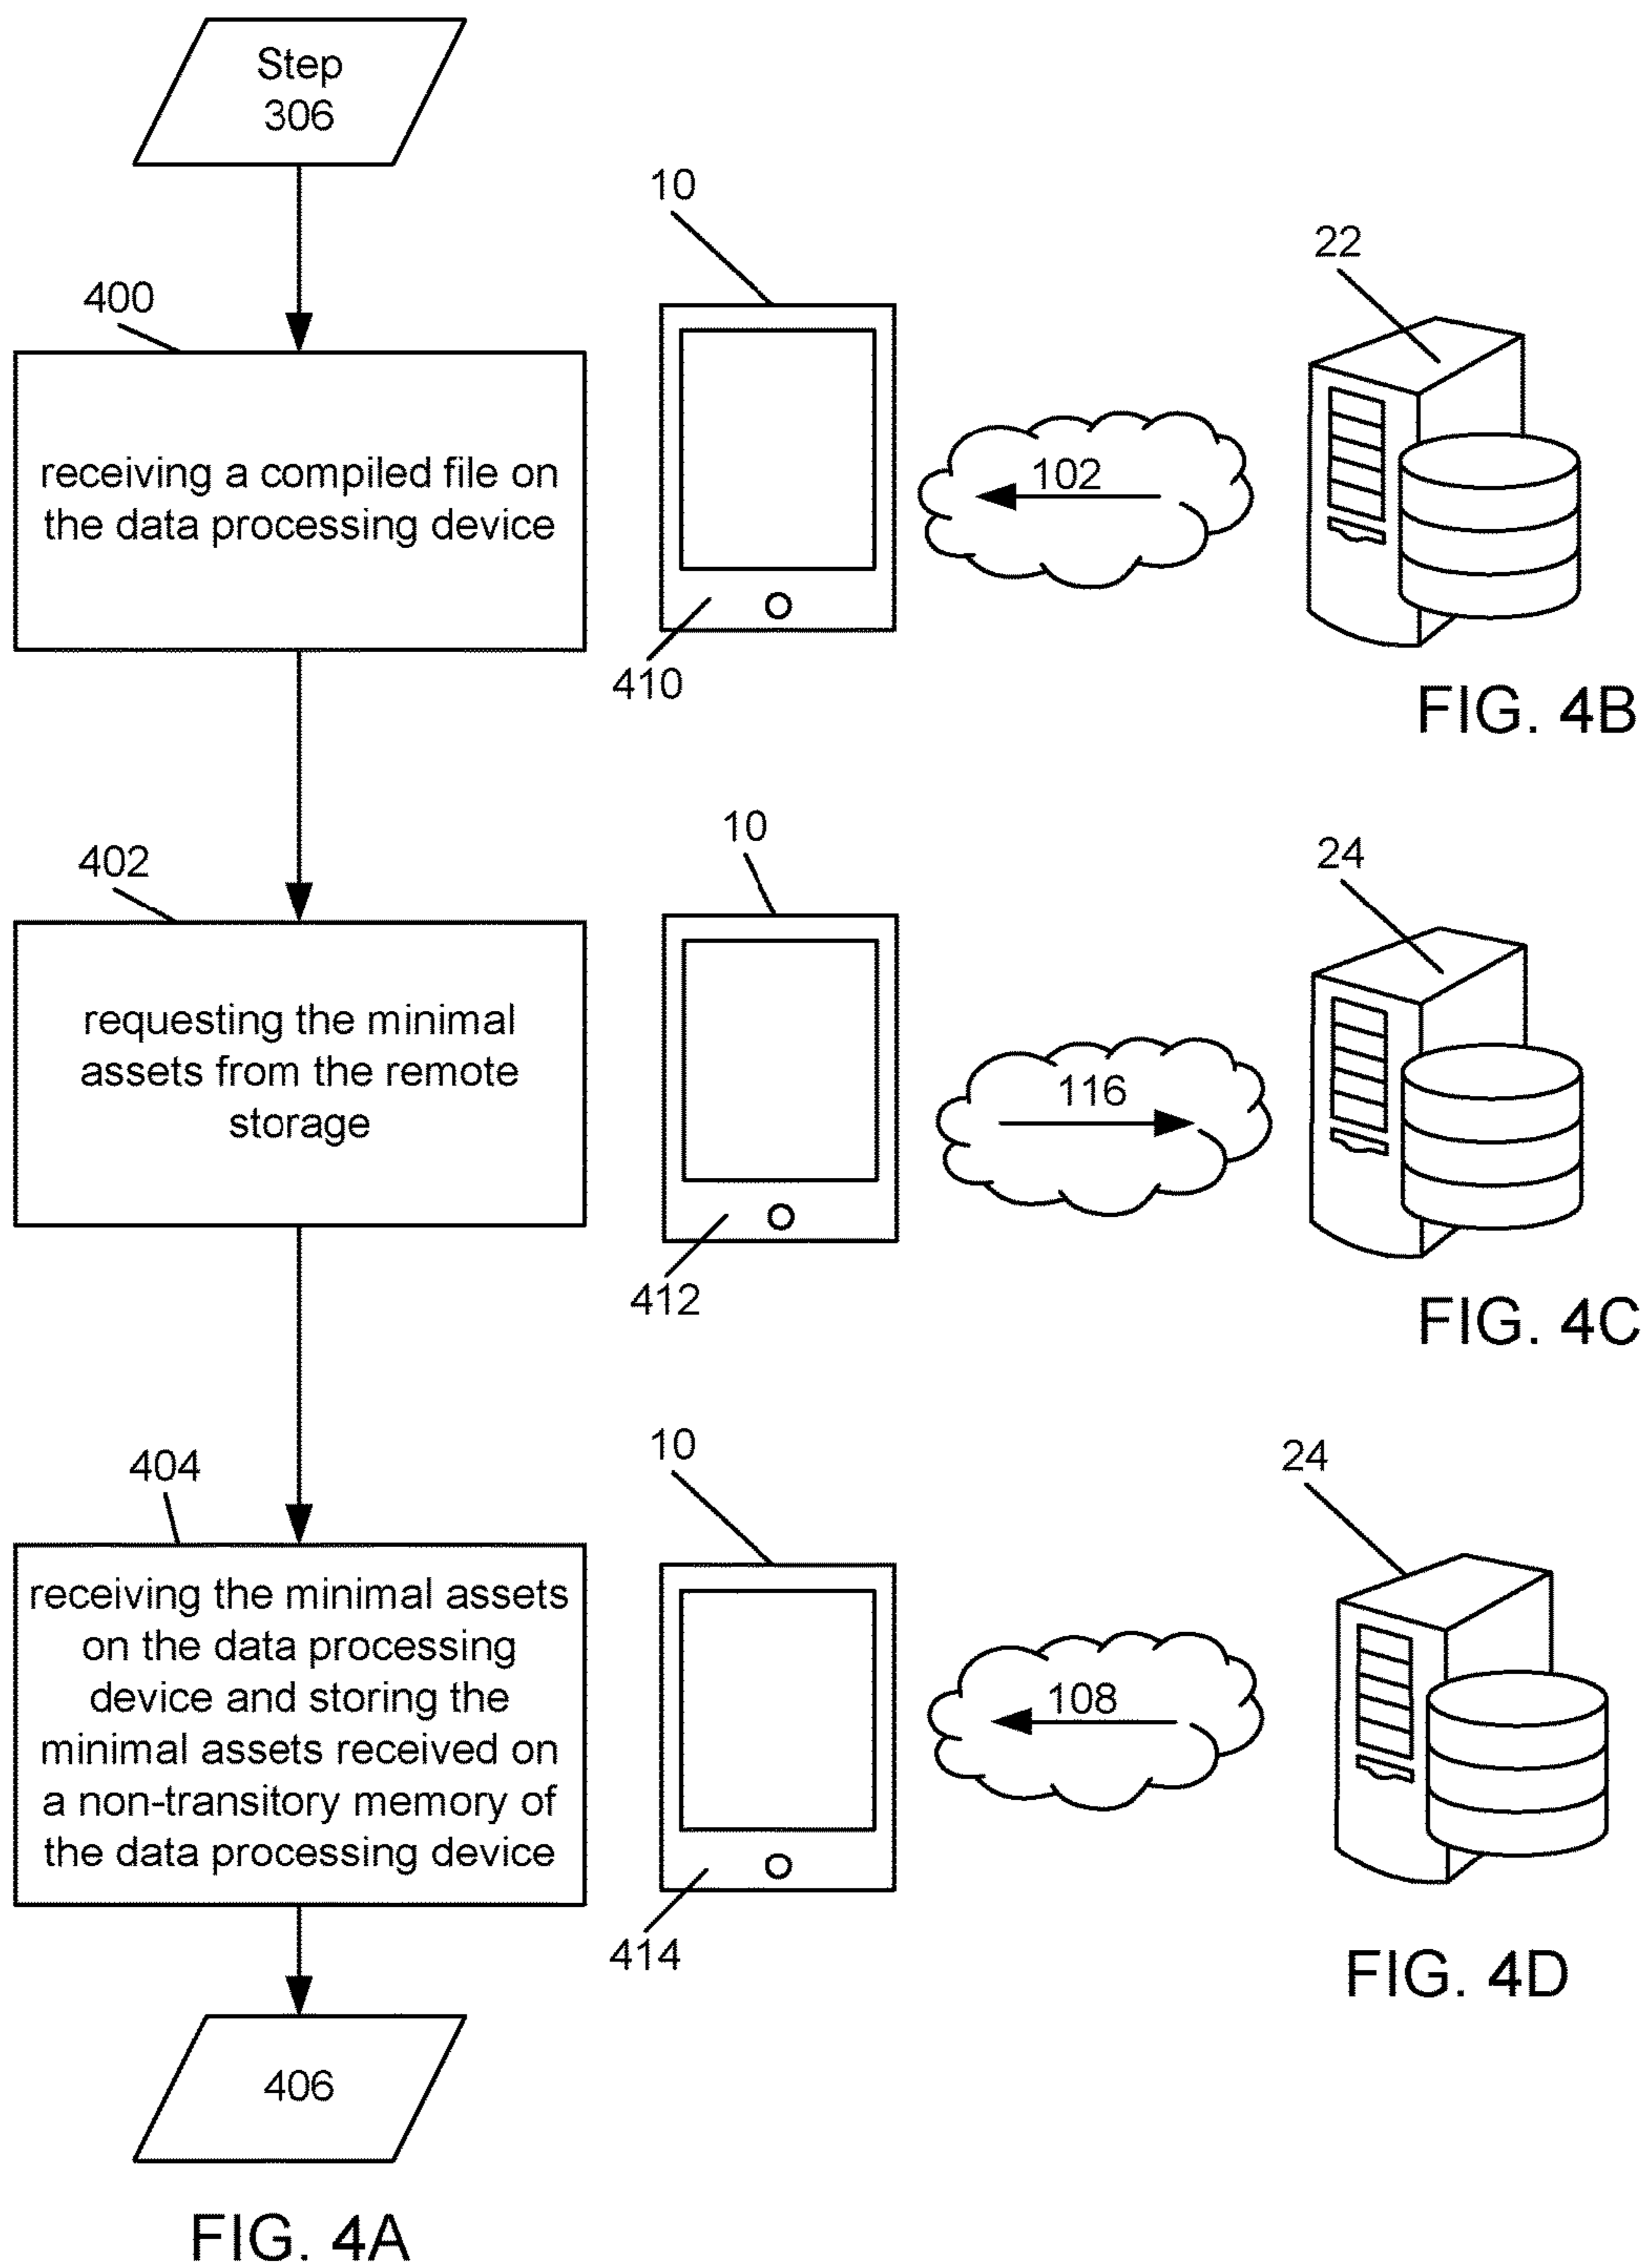 Step
306
10
22
400
receiving a compiled file on
the data processing device
102
410
FIG. 4B
10
24
402
requesting the minimal
assets from the remote
storage
116
412
FIG. 4C
10
24
404
receiving the minimal assets
on the data processing
device and storing the
minimal assets received on
a non-transitory memory of
the data processing device
108
414
FIG. 4D
406
FIG. 4A